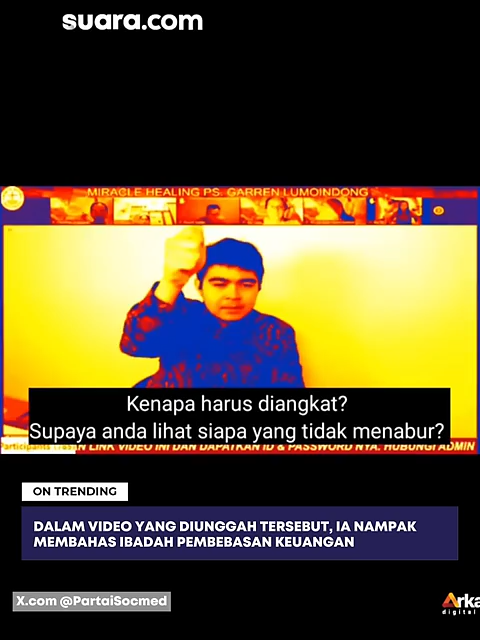 suara.com
MIRACLE HEALING PS. GARREN LUMOINDONG
Kenapa harus diangkat?
Supaya anda lihat siapa yang tidak menabur?
Participants
LINK VIDEO INI DAN DAPATKAN ID & PASSWORD NYA. HUBUNGI ADMIN
ON TRENDING
DALAM VIDEO YANG DIUNGGAH TERSEBUT, IA NAMPAK
MEMBAHAS IBADAH PEMBEBASAN KEUANGAN
X.com @PartaiSocmed
Arka
digital